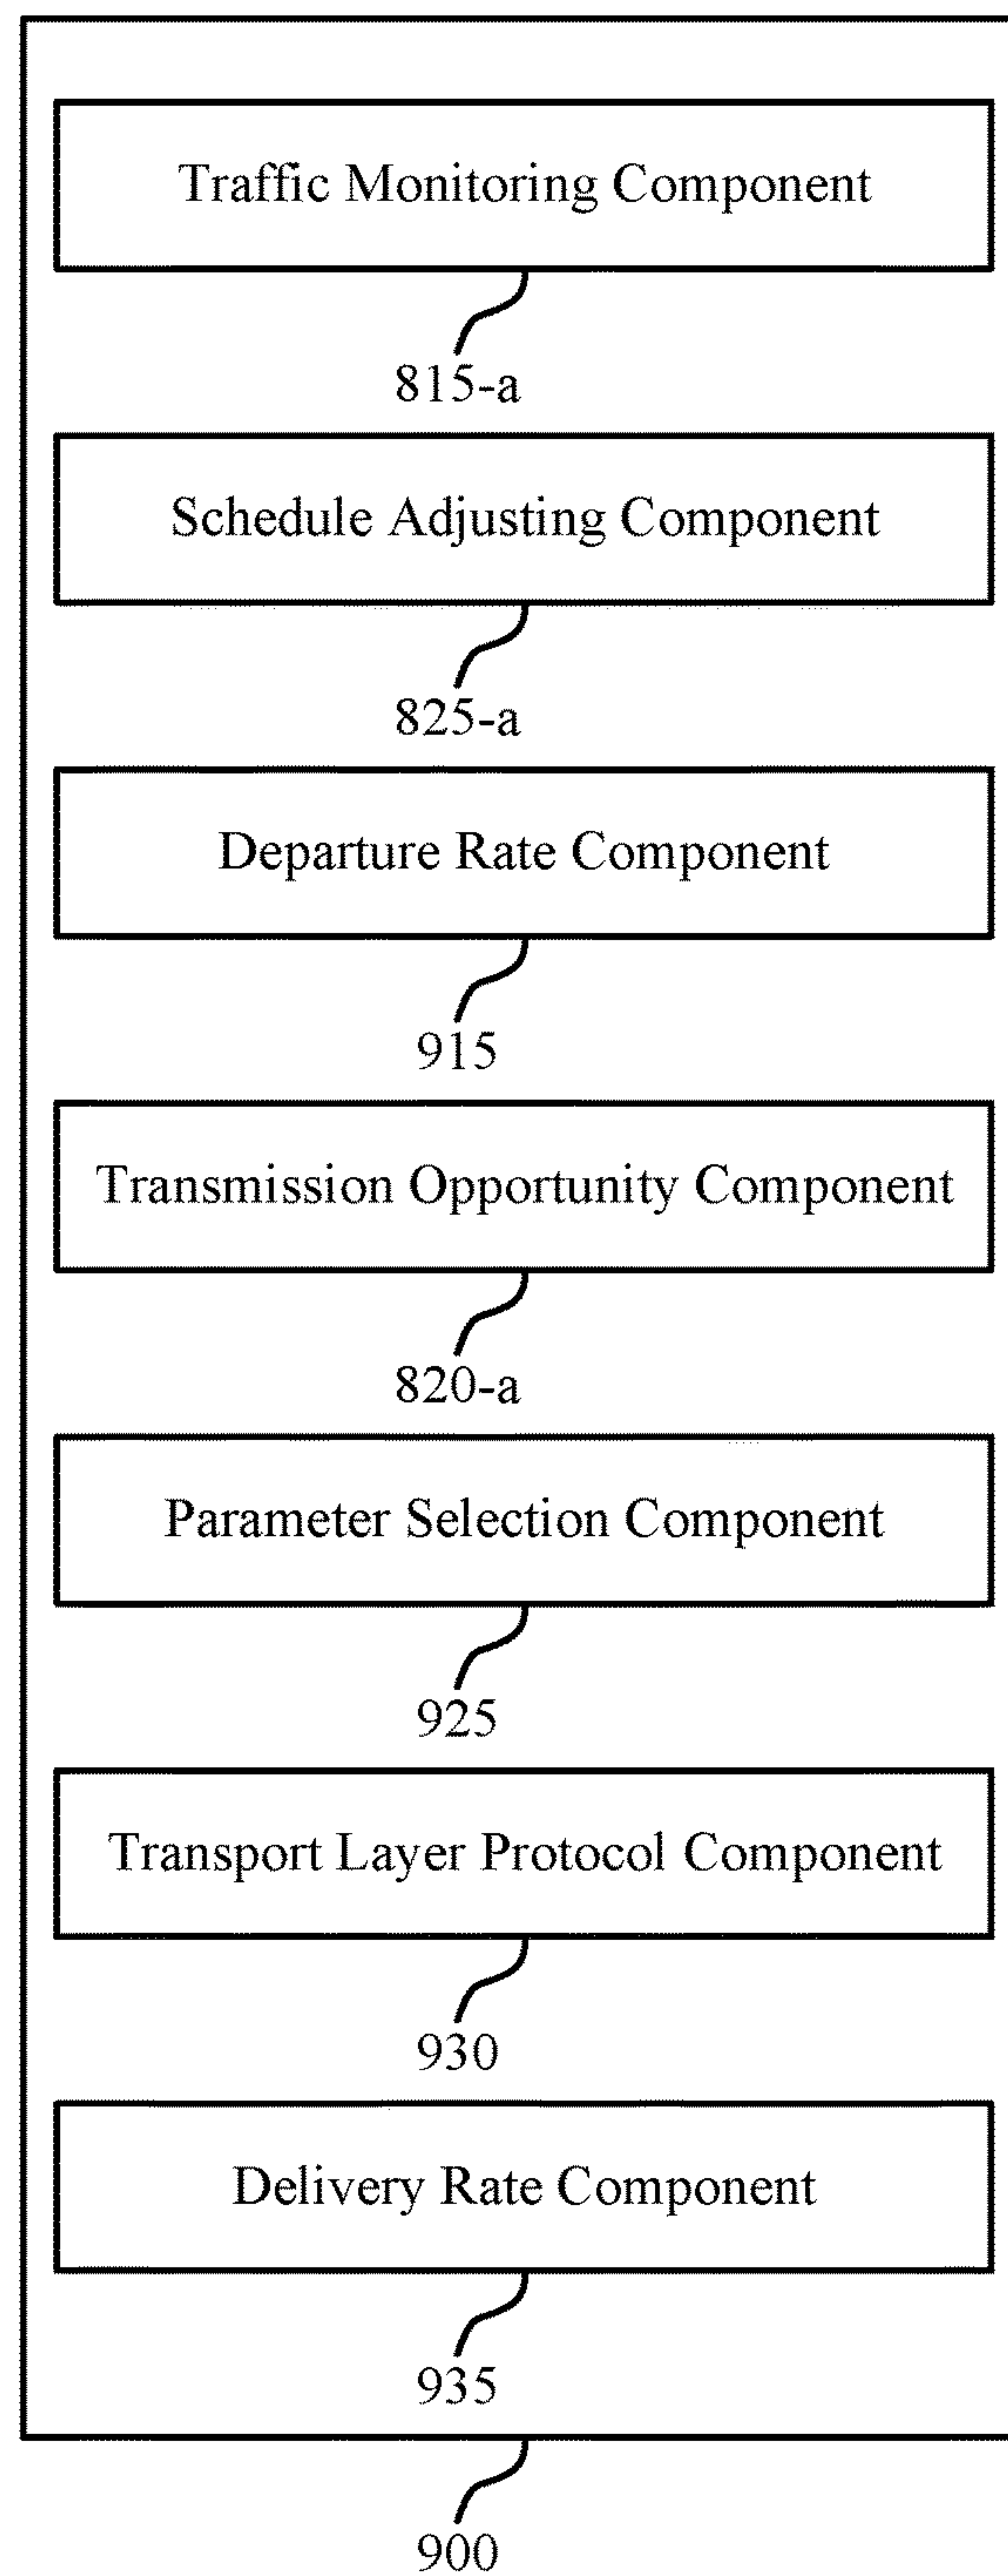 Traffic Monitoring Component
815-a
Schedule Adjusting Component
825-a
Departure Rate Component
915
Transmission Opportunity Component
820-a
Parameter Selection Component
925
Transport Layer Protocol Component
930
Delivery Rate Component
935
900